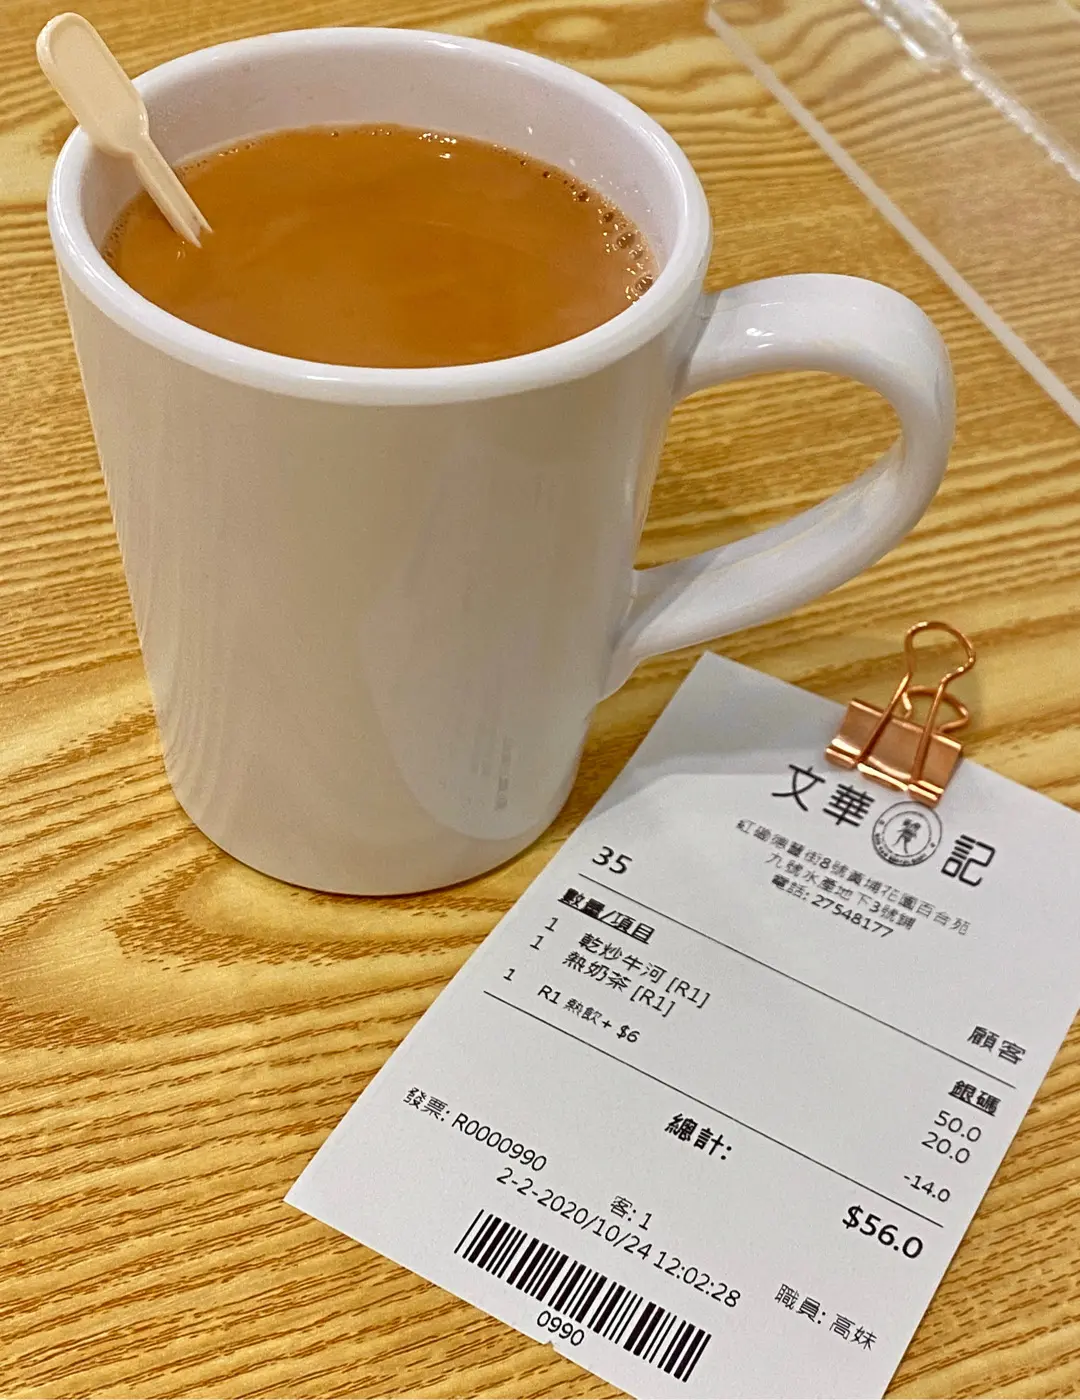 文華記
紅磡德豐街8號黃埔花園百合苑
九號水產地下3號鋪
電話: 27548177
35
顧客
數量/項目 銀碼
1 乾炒牛河 [R1] 50.0
1 熱奶茶 [R1] 20.0
1 R1 熱飲+ $6 -14.0
總計: $56.0
發票: R0000990 客: 1 職員: 高妹
2-2-2020/10/24 12:02:28
0990